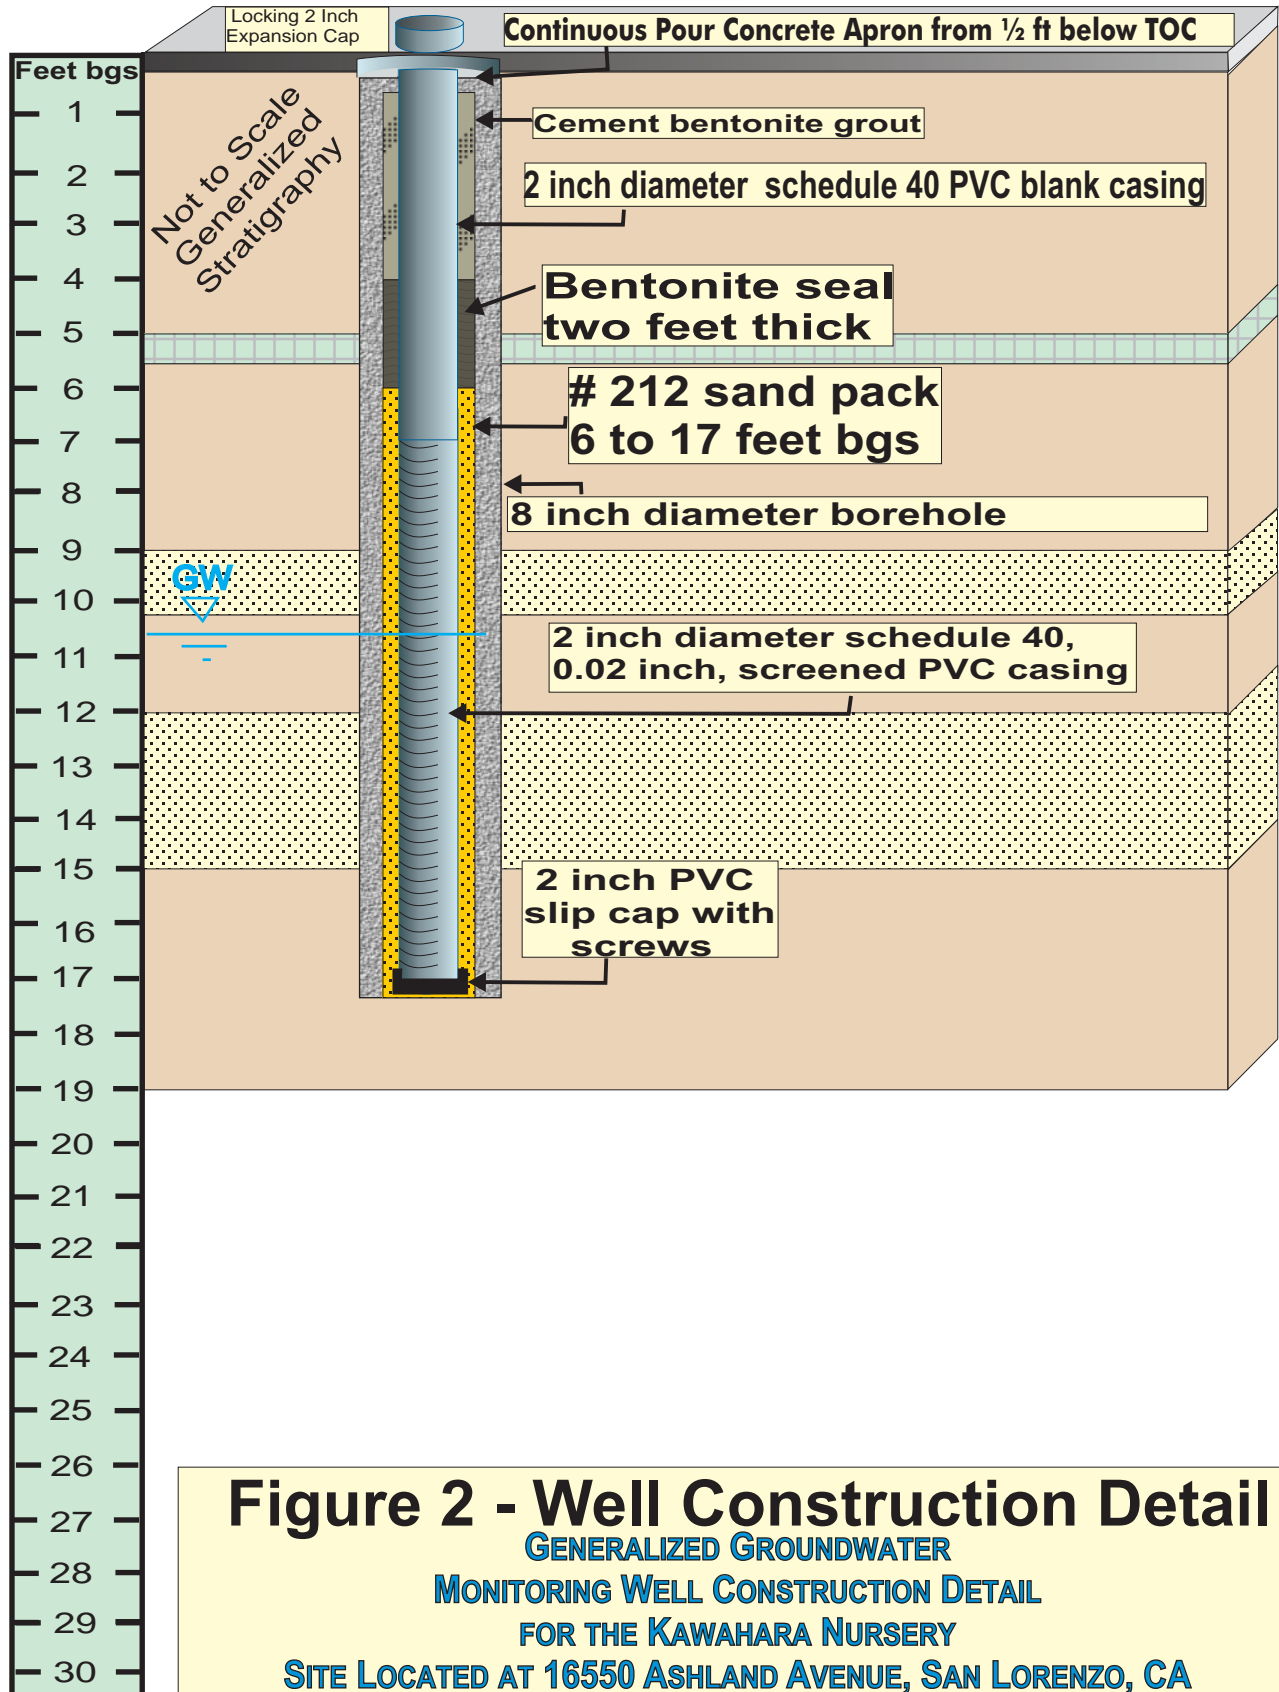 Locking 2 Inch
Expansion Cap
Continuous Pour Concrete Apron from ½ ft below TOC
Feet bgs
1
2
3
4
5
6
7
8
9
10
11
12
13
14
15
16
17
18
19
20
21
22
23
24
25
26
27
28
29
30
Not to Scale
Generalized
Stratigraphy
Cement bentonite grout
2 inch diameter schedule 40 PVC blank casing
Bentonite seal
two feet thick
# 212 sand pack
6 to 17 feet bgs
8 inch diameter borehole
GW
2 inch diameter schedule 40,
0.02 inch, screened PVC casing
2 inch PVC
slip cap with
screws
Figure 2 - Well Construction Detail
GENERALIZED GROUNDWATER
MONITORING WELL CONSTRUCTION DETAIL
FOR THE KAWAHARA NURSERY
SITE LOCATED AT 16550 ASHLAND AVENUE, SAN LORENZO, CA